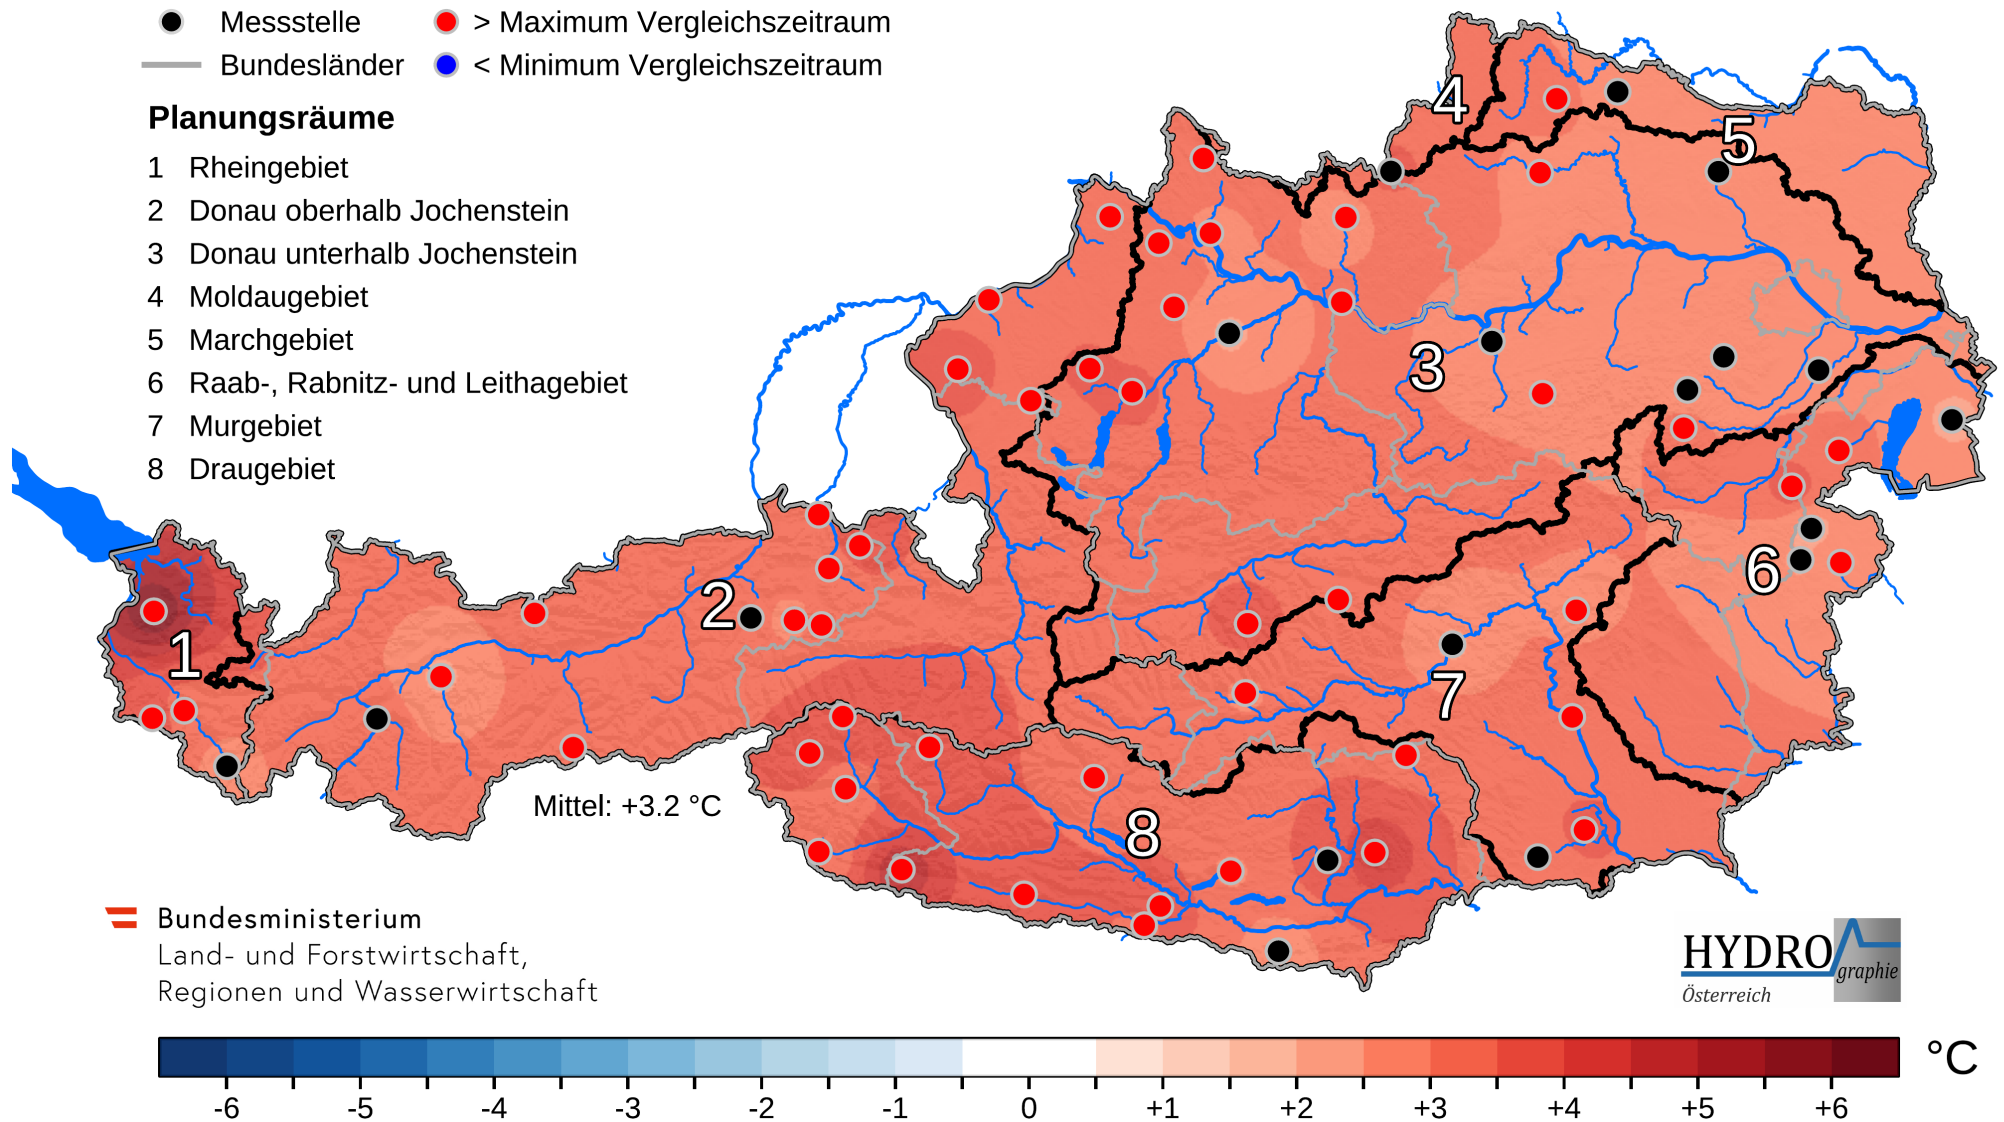 Messstelle
> Maximum Vergleichszeitraum
Bundesländer
< Minimum Vergleichszeitraum
Planungsräume
1 Rheingebiet
2 Donau oberhalb Jochenstein
3 Donau unterhalb Jochenstein
4 Moldaugebiet
5 Marchgebiet
6 Raab-, Rabnitz- und Leithagebiet
7 Murgebiet
8 Draugebiet
4
5
3
6
2
1
7
8
Mittel: +3.2 °C
Bundesministerium
Land- und Forstwirtschaft,
Regionen und Wasserwirtschaft
HYDRO
graphie
Österreich
°C
-6 -5 -4 -3 -2 -1 0 +1 +2 +3 +4 +5 +6